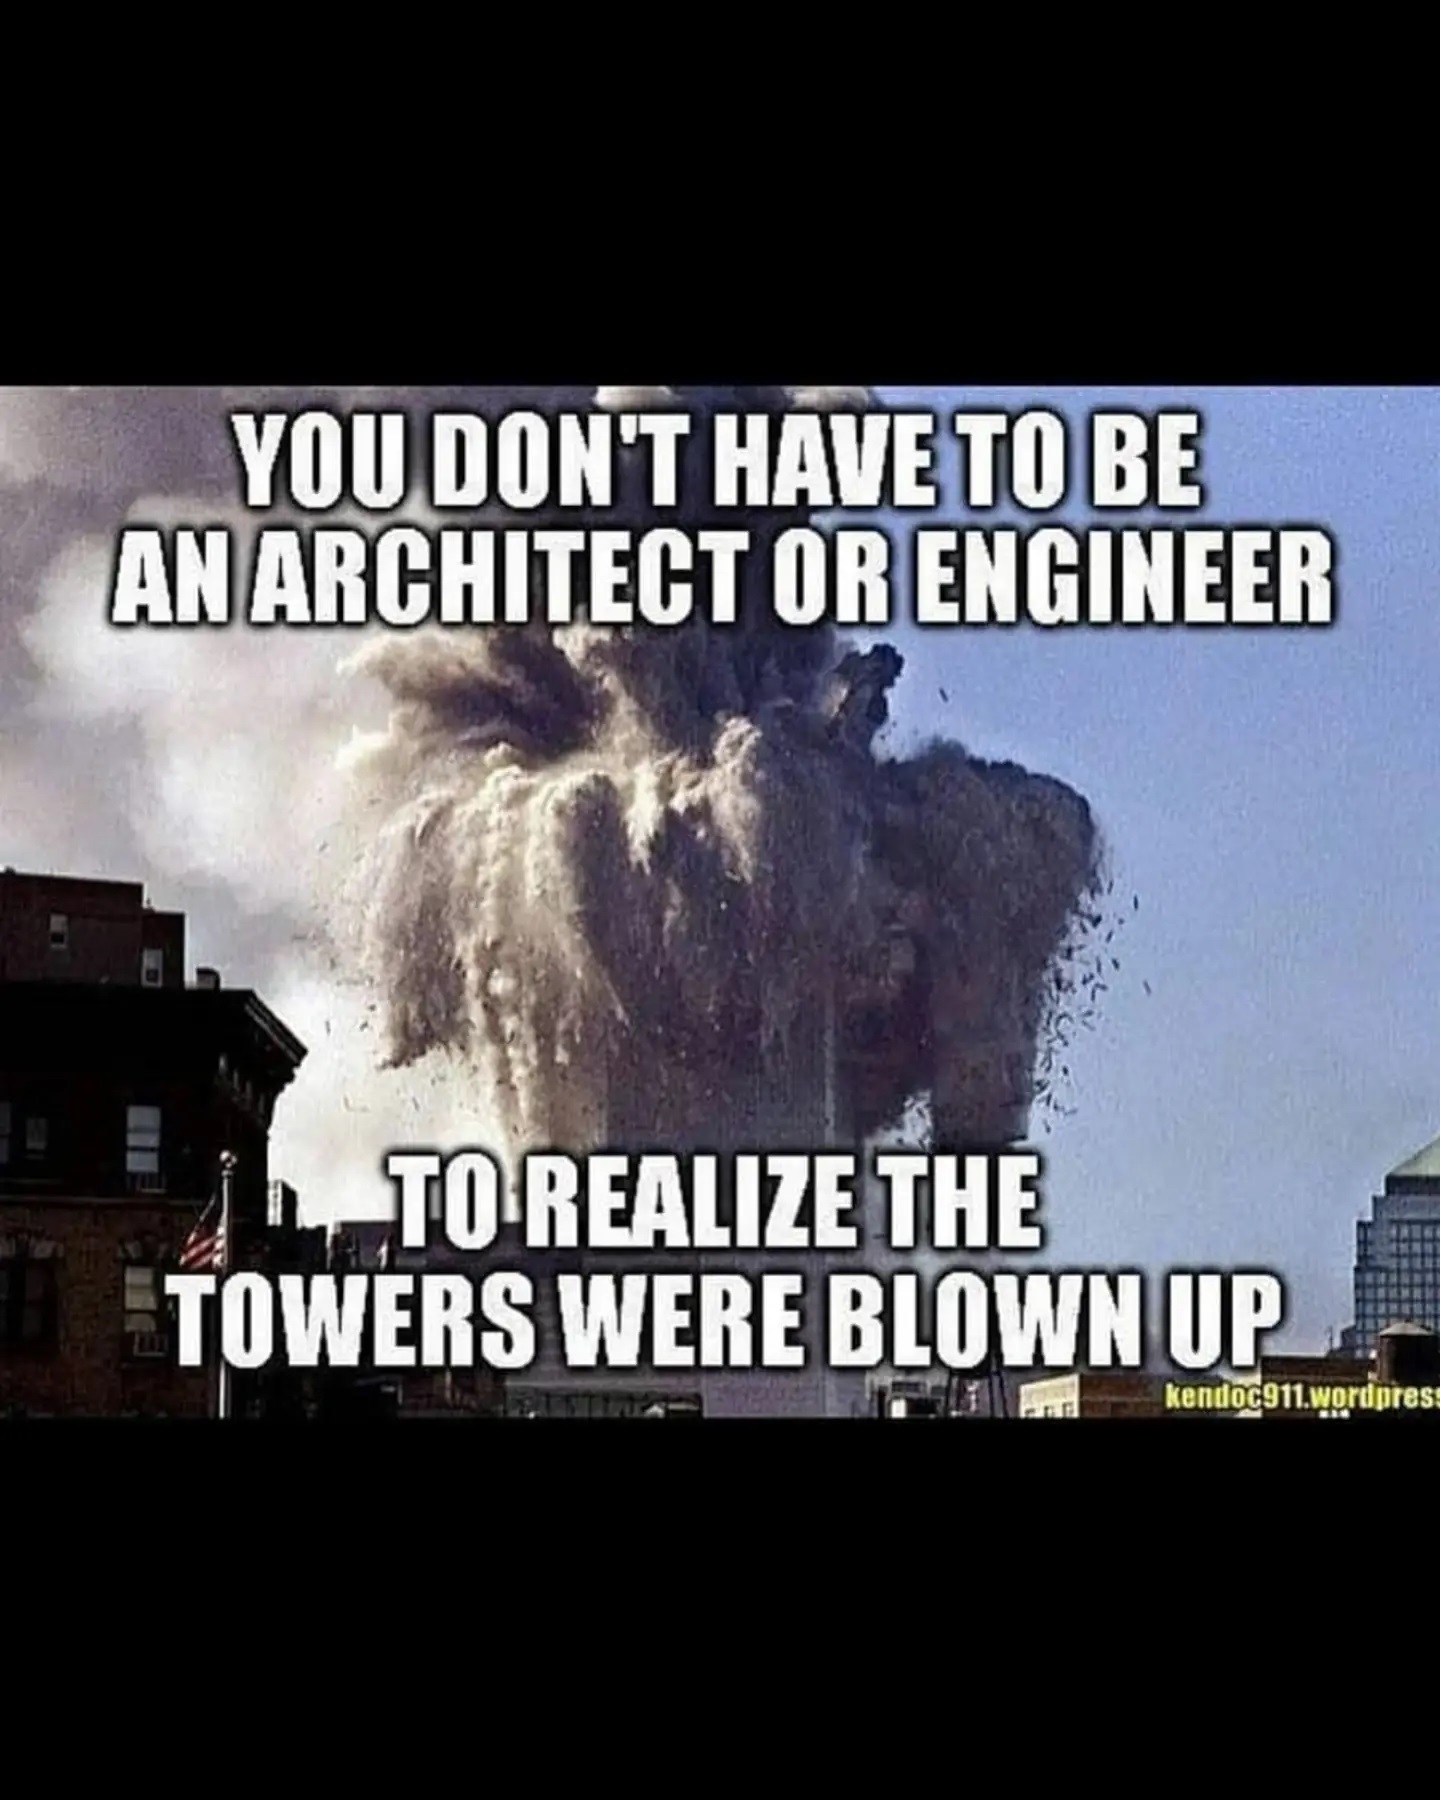 YOU DON'T HAVE TO BE
AN ARCHITECT OR ENGINEER
TO REALIZE THE
TOWERS WERE BLOWN UP
kendoc911.wordpress